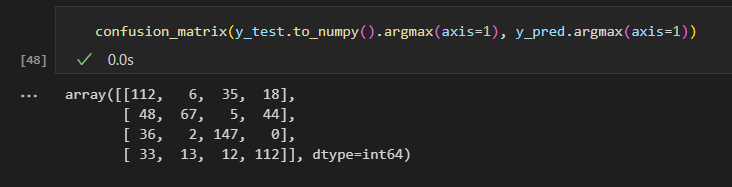 confusion_matrix(y_test.to_numpy().argmax(axis=1), y_pred.argmax(axis=1))
[48] ✓ 0.0s
... array([[112,   6,  35,  18],
       [ 48,  67,   5,  44],
       [ 36,   2, 147,   0],
       [ 33,  13,  12, 112]], dtype=int64)